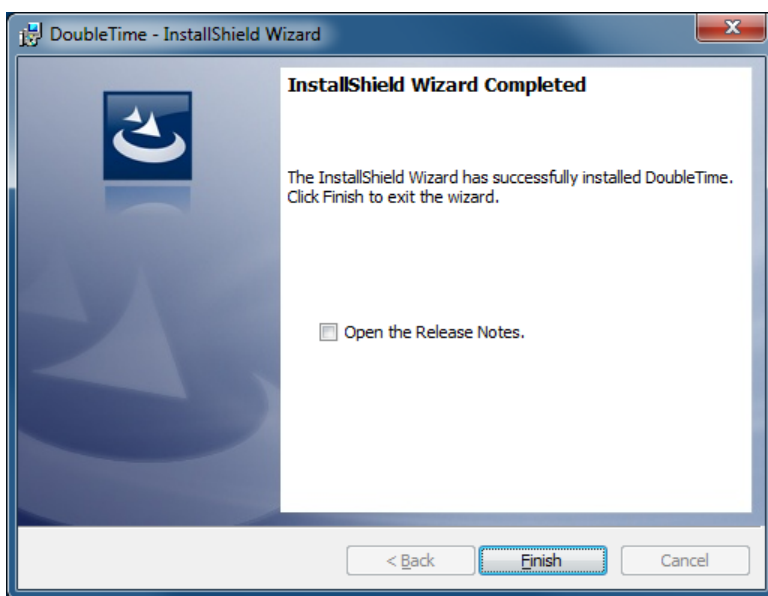 DoubleTime - InstallShield Wizard
InstallShield Wizard Completed
The InstallShield Wizard has successfully installed DoubleTime.
Click Finish to exit the wizard.
Open the Release Notes.
< Back
Finish
Cancel